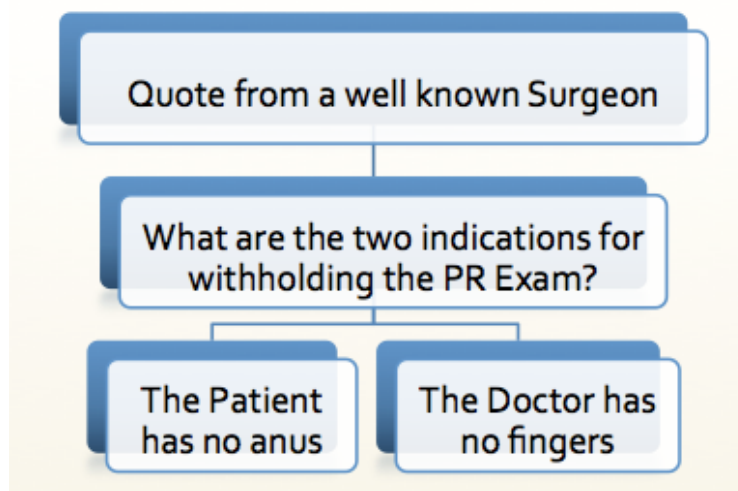 Quote from a well known Surgeon
What are the two indications for
withholding the PR Exam?
The Patient
has no anus
The Doctor has
no fingers